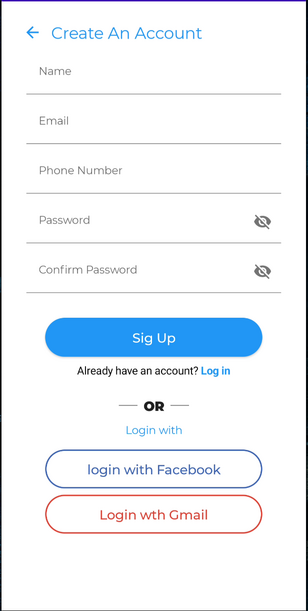 Create An Account
Name
Email
Phone Number
Password
Confirm Password
Sig Up
Already have an account? Log in
OR
Login with
login with Facebook
Login wth Gmail